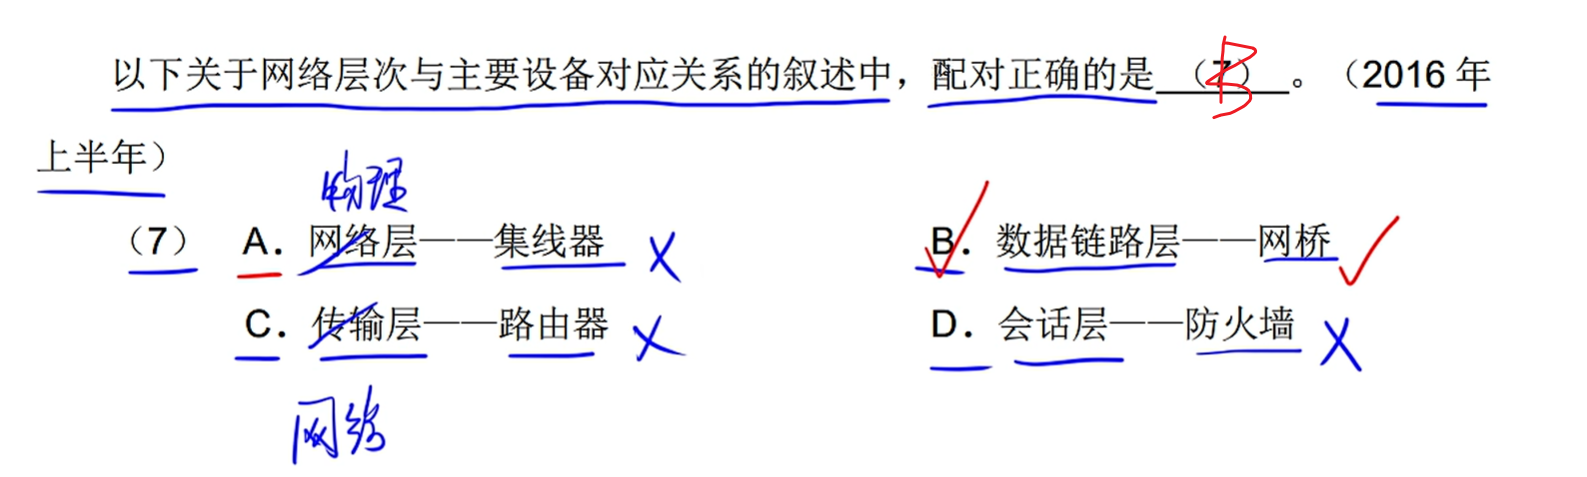 以下关于网络层次与主要设备对应关系的叙述中，配对正确的是（7）B。（2016 年
上半年）
物理
（7） A．网络层——集线器 X B．数据链路层——网桥
C．传输层——路由器 X D．会话层——防火墙 X
网络